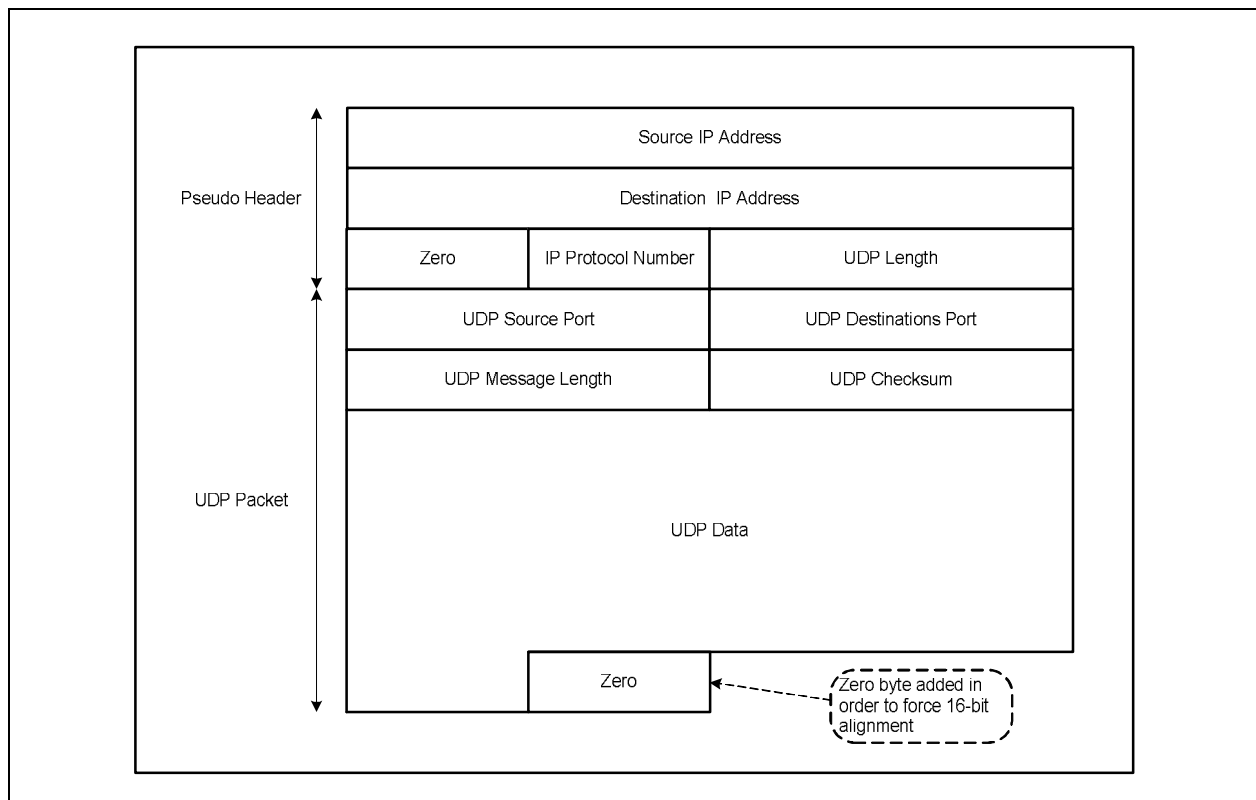 Source IP Address
Pseudo Header
Destination IP Address
Zero
IP Protocol Number
UDP Length
UDP Source Port
UDP Destinations Port
UDP Message Length
UDP Checksum
UDP Packet
UDP Data
Zero
Zero byte added in
order to force 16-bit
alignment